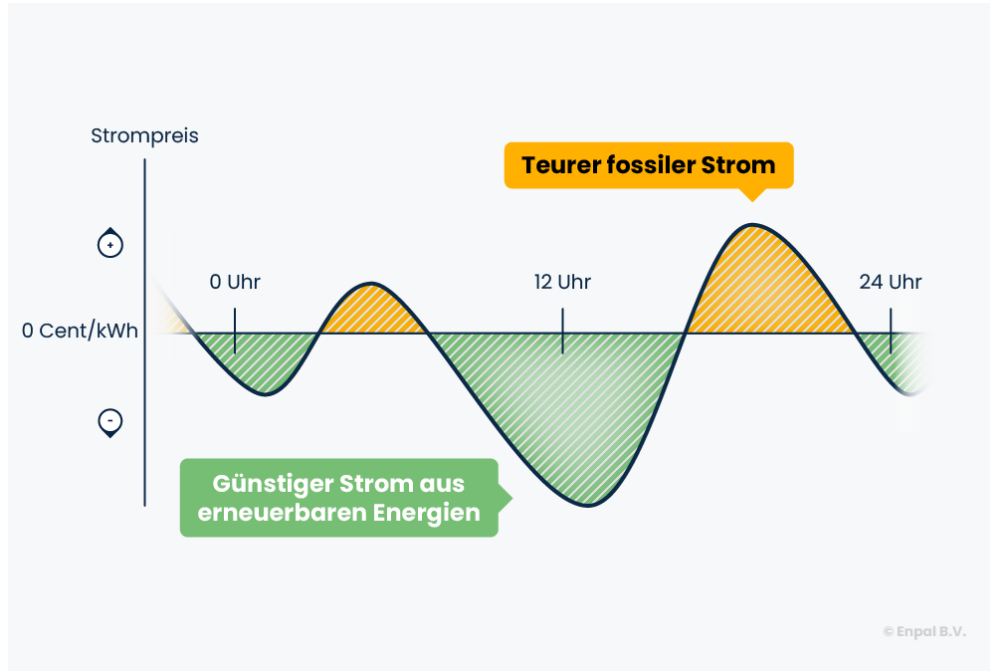 Strompreis
Teurer fossiler Strom
+
0 Uhr
12 Uhr
24 Uhr
0 Cent/kWh
-
Günstiger Strom aus
erneuerbaren Energien
© Enpal B.V.